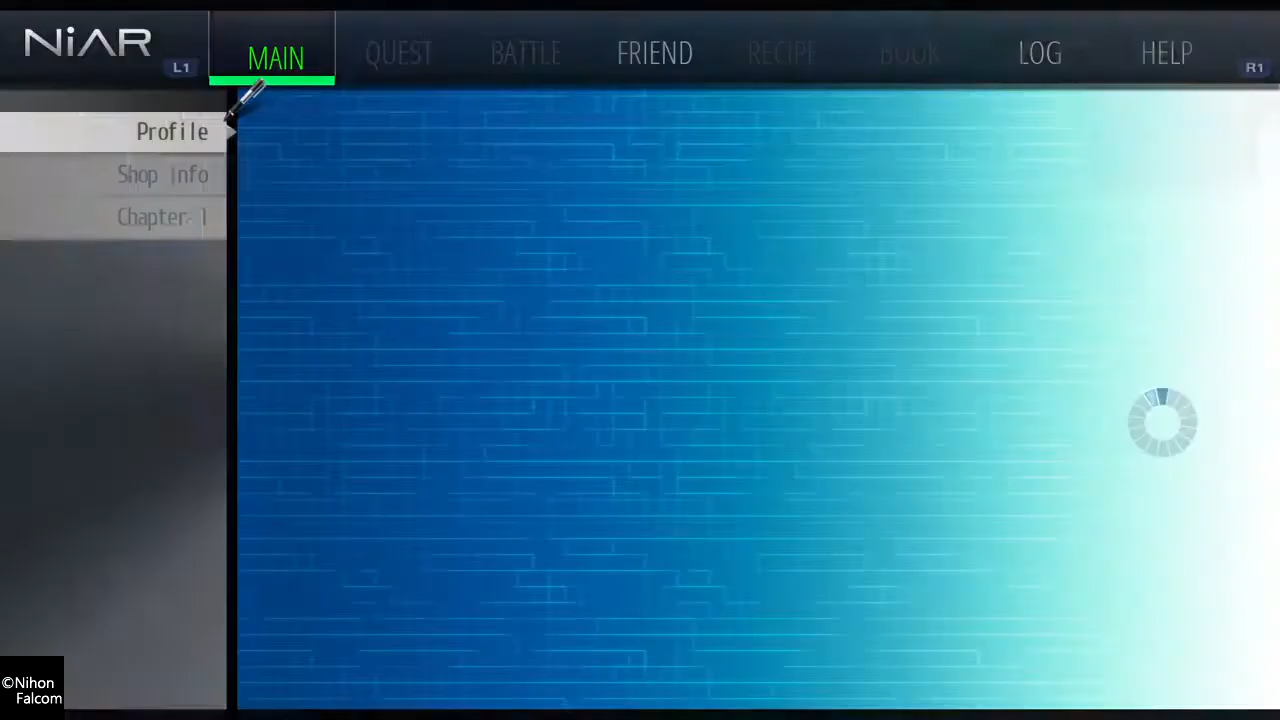 NiAR
L1
MAIN
QUEST
BATTLE
FRIEND
RECIPE
BOOK
LOG
HELP
R1
Profile
Shop Info
Chapter 1
©Nihon
Falcom